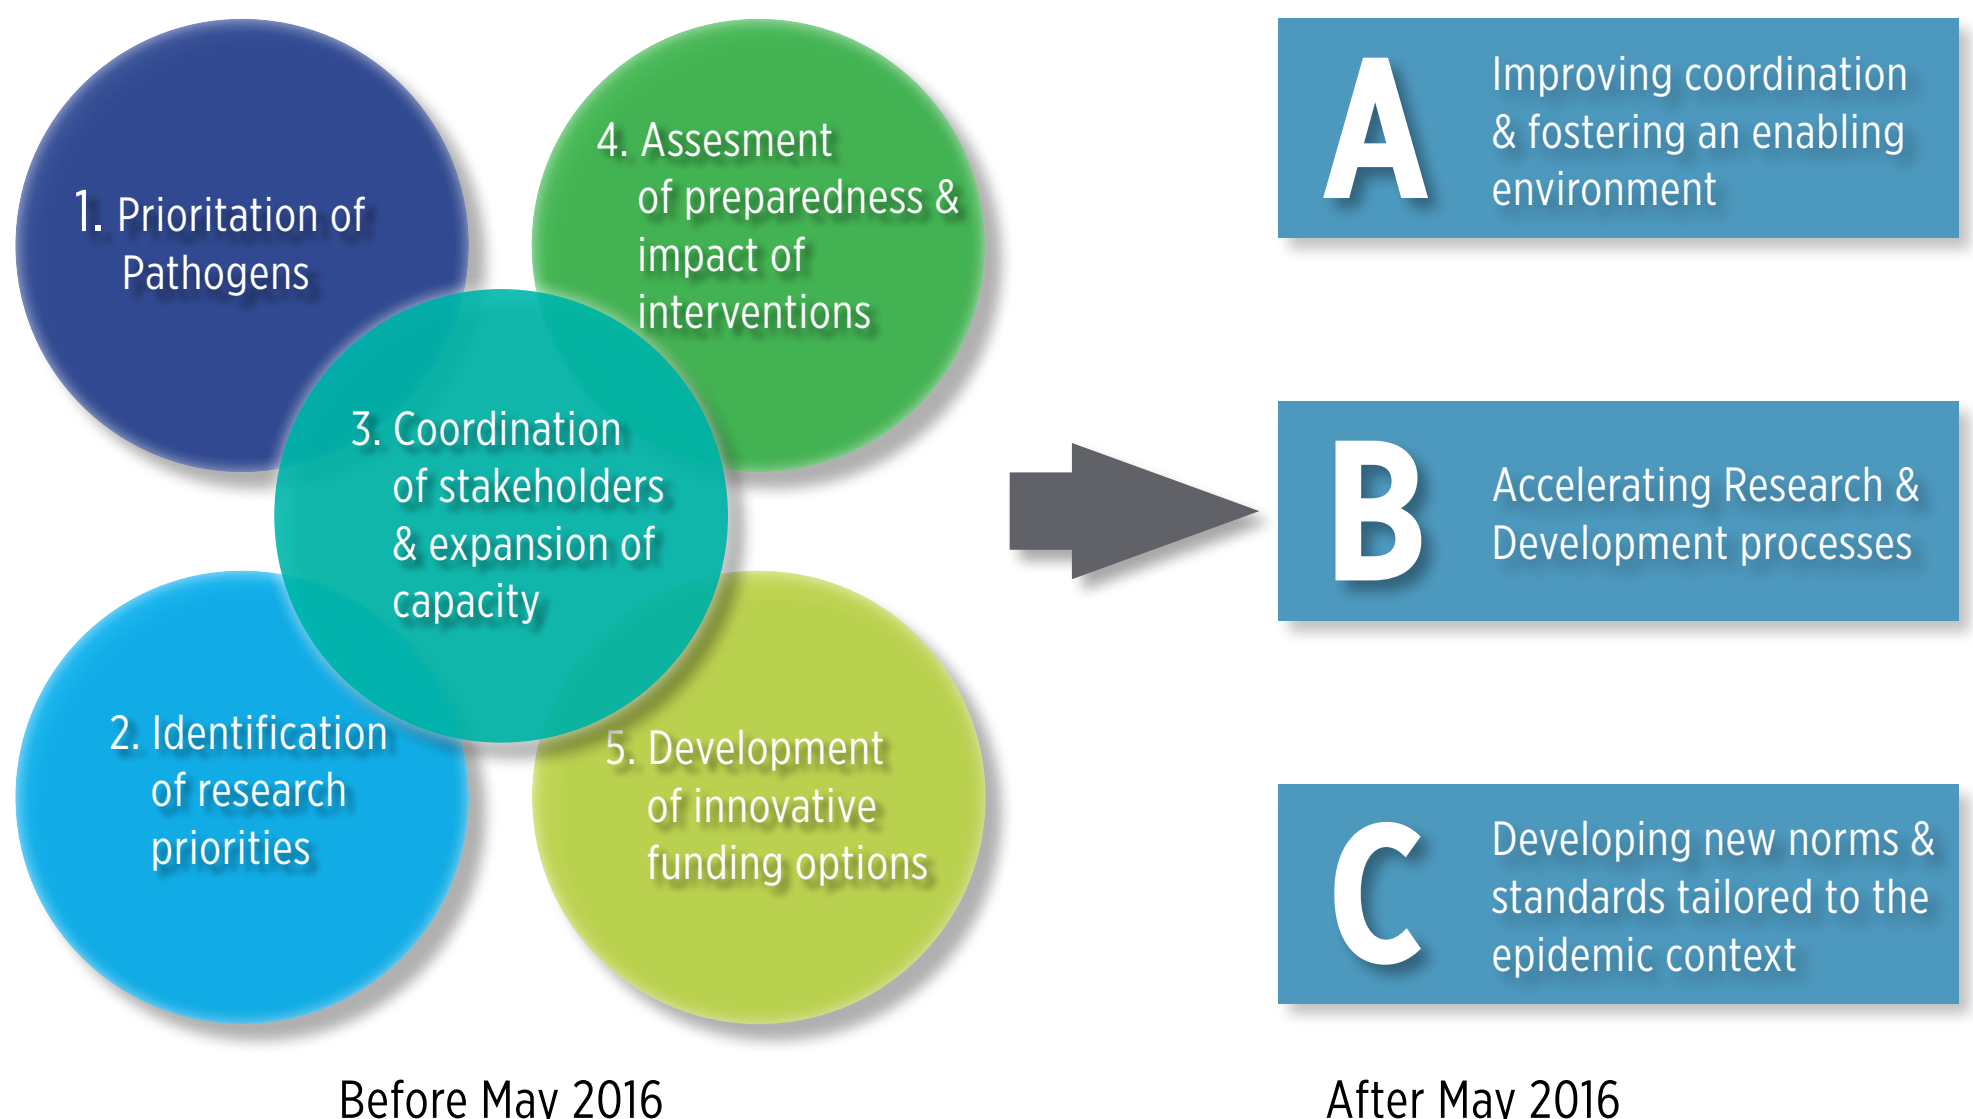 1. Prioritation of
Pathogens
4. Assesment
of preparedness &
impact of
interventions
3. Coordination
of stakeholders
& expansion of
capacity
2. Identification
of research
priorities
5. Development
of innovative
funding options
Before May 2016
A
Improving coordination
& fostering an enabling
environment
B
Accelerating Research &
Development processes
C
Developing new norms &
standards tailored to the
epidemic context
After May 2016